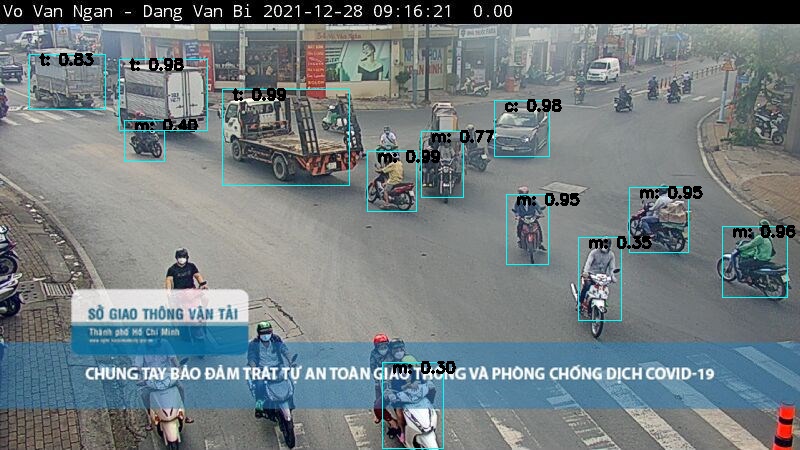 Vo Van Ngan - Dang Van Bi 2021-12-28 09:16:21 0.00
t: 0.83
t: 0.98
t: 0.99
c: 0.98
m: 0.40
m: 0.77
m: 0.99
m: 0.95
m: 0.95
m: 0.96
m: 0.35
SỞ GIAO THÔNG VẬN TẢI
Thành phố Hồ Chí Minh
m: 0.30
CHUNG TAY BẢO ĐẢM TRẬT TỰ AN TOÀN GIAO THÔNG VÀ PHÒNG CHỐNG DỊCH COVID-19